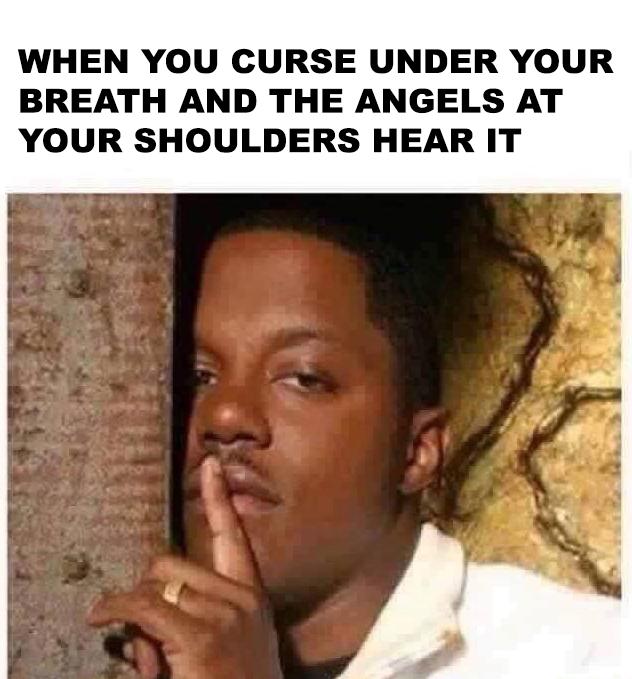 WHEN YOU CURSE UNDER YOUR
BREATH AND THE ANGELS AT
YOUR SHOULDERS HEAR IT